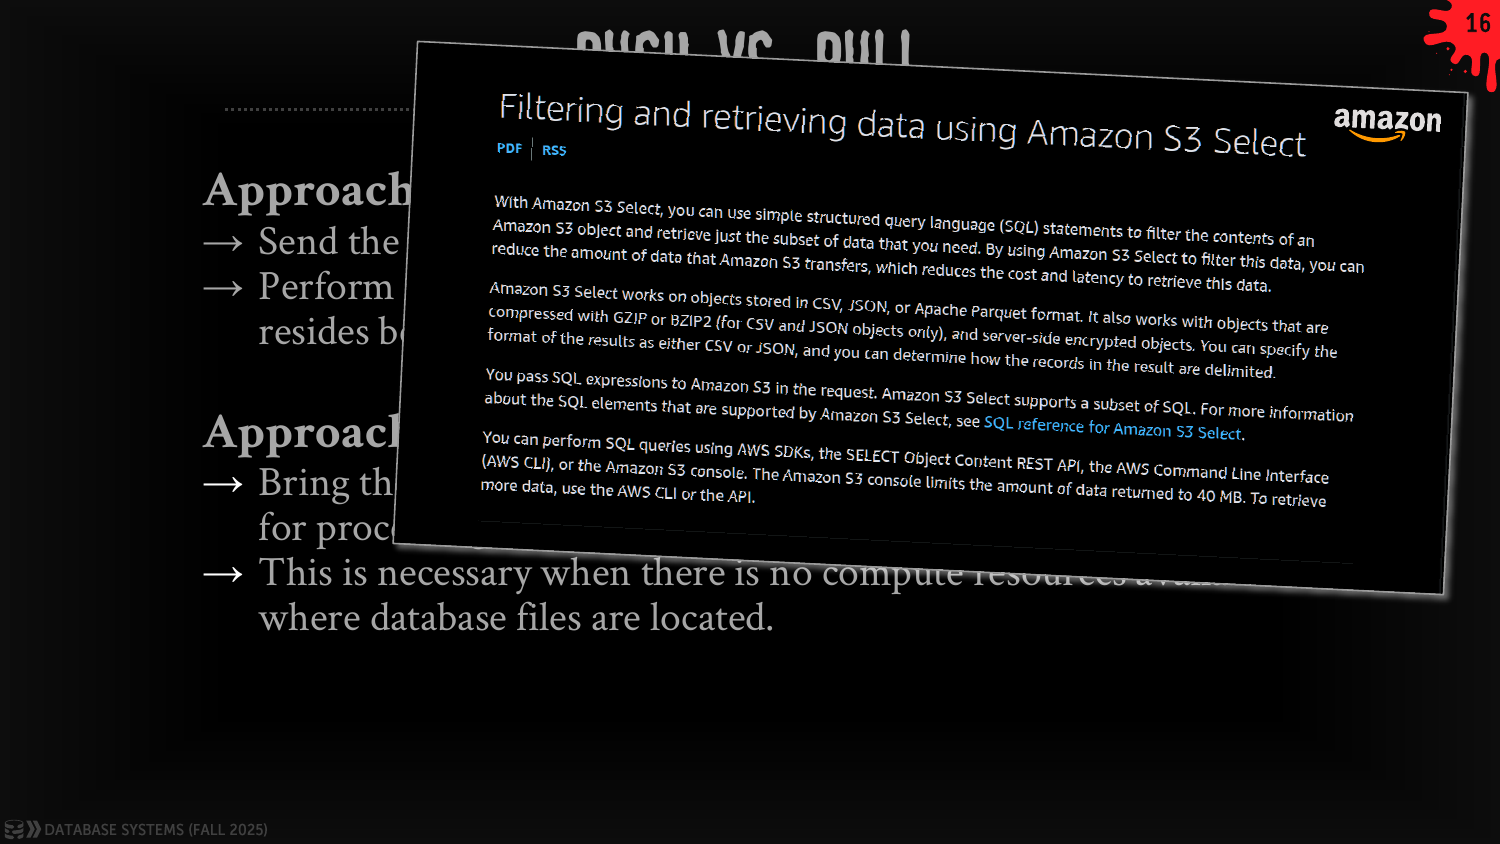 16
PUSH VS. PULL
Filtering and retrieving data using Amazon S3 Select
amazon
PDF | RSS
With Amazon S3 Select, you can use simple structured query language (SQL) statements to filter the contents of an
Amazon S3 object and retrieve just the subset of data that you need. By using Amazon S3 Select to filter this data, you can
reduce the amount of data that Amazon S3 transfers, which reduces the cost and latency to retrieve this data.
Amazon S3 Select works on objects stored in CSV, JSON, or Apache Parquet format. It also works with objects that are
compressed with GZIP or BZIP2 (for CSV and JSON objects only), and server-side encrypted objects. You can specify the
format of the results as either CSV or JSON, and you can determine how the records in the result are delimited.
You pass SQL expressions to Amazon S3 in the request. Amazon S3 Select supports a subset of SQL. For more information
about the SQL elements that are supported by Amazon S3 Select, see SQL reference for Amazon S3 Select.
You can perform SQL queries using AWS SDKs, the SELECT Object Content REST API, the AWS Command Line Interface
(AWS CLI), or the Amazon S3 console. The Amazon S3 console limits the amount of data returned to 40 MB. To retrieve
more data, use the AWS CLI or the API.
Approach
→ Send the
→ Perform
resides
Approach
→ Bring
for
→ This is necessary when there is no compute resources
where database files are located.
DATABASE SYSTEMS (FALL 2025)